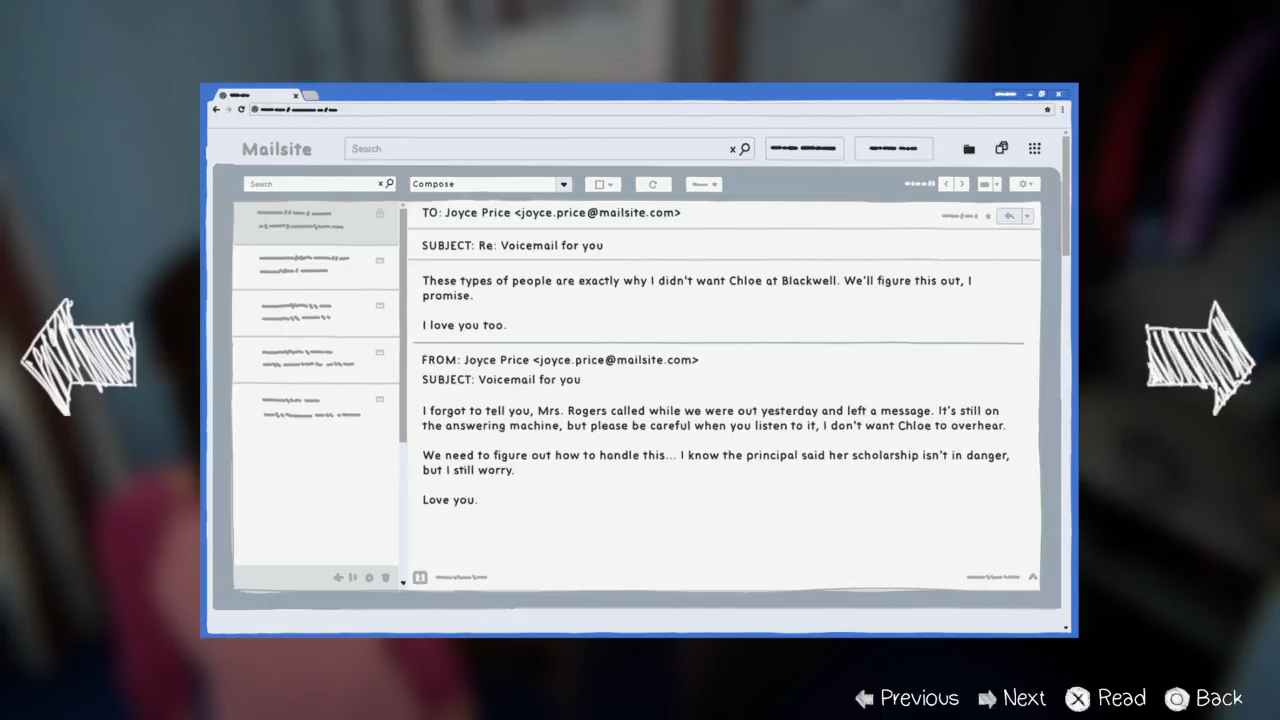 Mailsite
Search
x
Search
x
Compose
TO: Joyce Price <joyce.price@mailsite.com>
SUBJECT: Re: Voicemail for you
These types of people are exactly why I didn't want Chloe at Blackwell. We'll figure this out, I
promise.
I love you too.
FROM: Joyce Price <joyce.price@mailsite.com>
SUBJECT: Voicemail for you
I forgot to tell you, Mrs. Rogers called while we were out yesterday and left a message. It's still on
the answering machine, but please be careful when you listen to it, I don't want Chloe to overhear.
We need to figure out how to handle this... I know the principal said her scholarship isn't in danger,
but I still worry.
Love you.
Previous Next Read Back